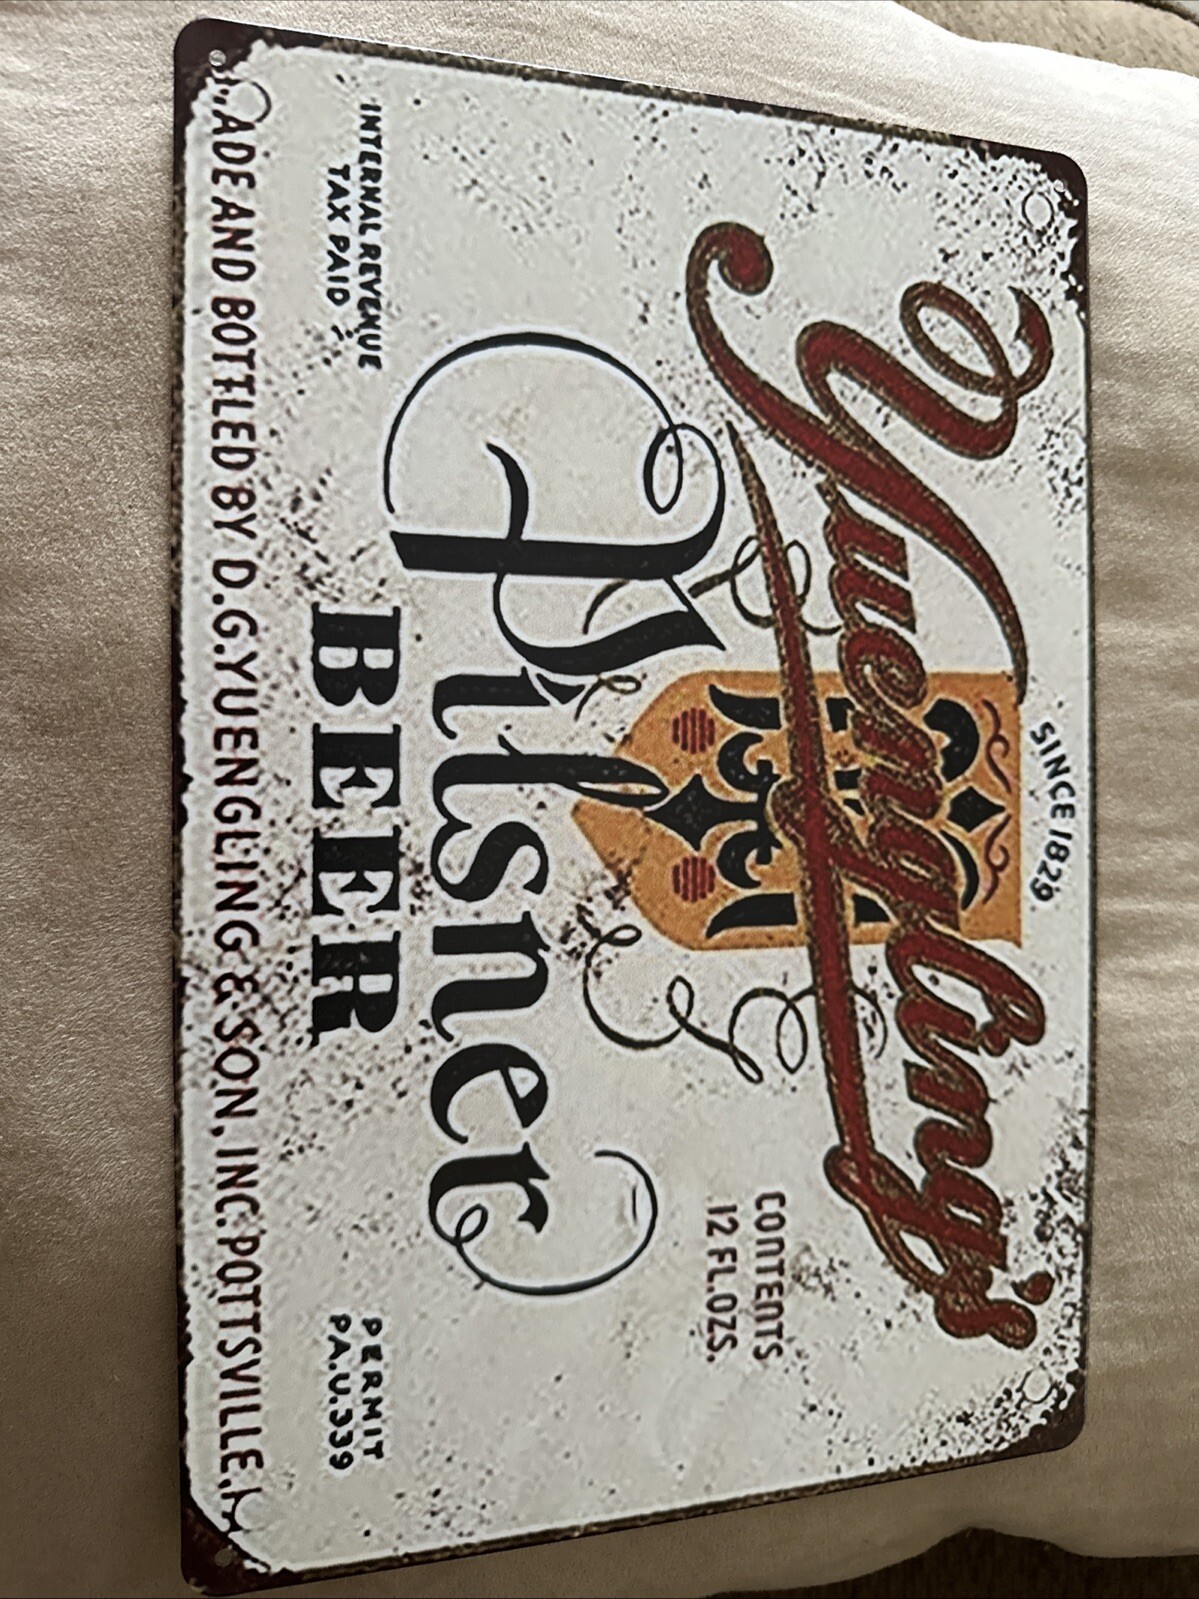 SINCE 1829
Yuengling's
CONTENTS
12 FL.OZS.
Pilsner
BEER
INTERNAL REVENUE
TAX PAID
PERMIT
PA.U.339
ADE AND BOTTLED BY D.G.YUENGLING & SON, INC. POTTSVILLE,